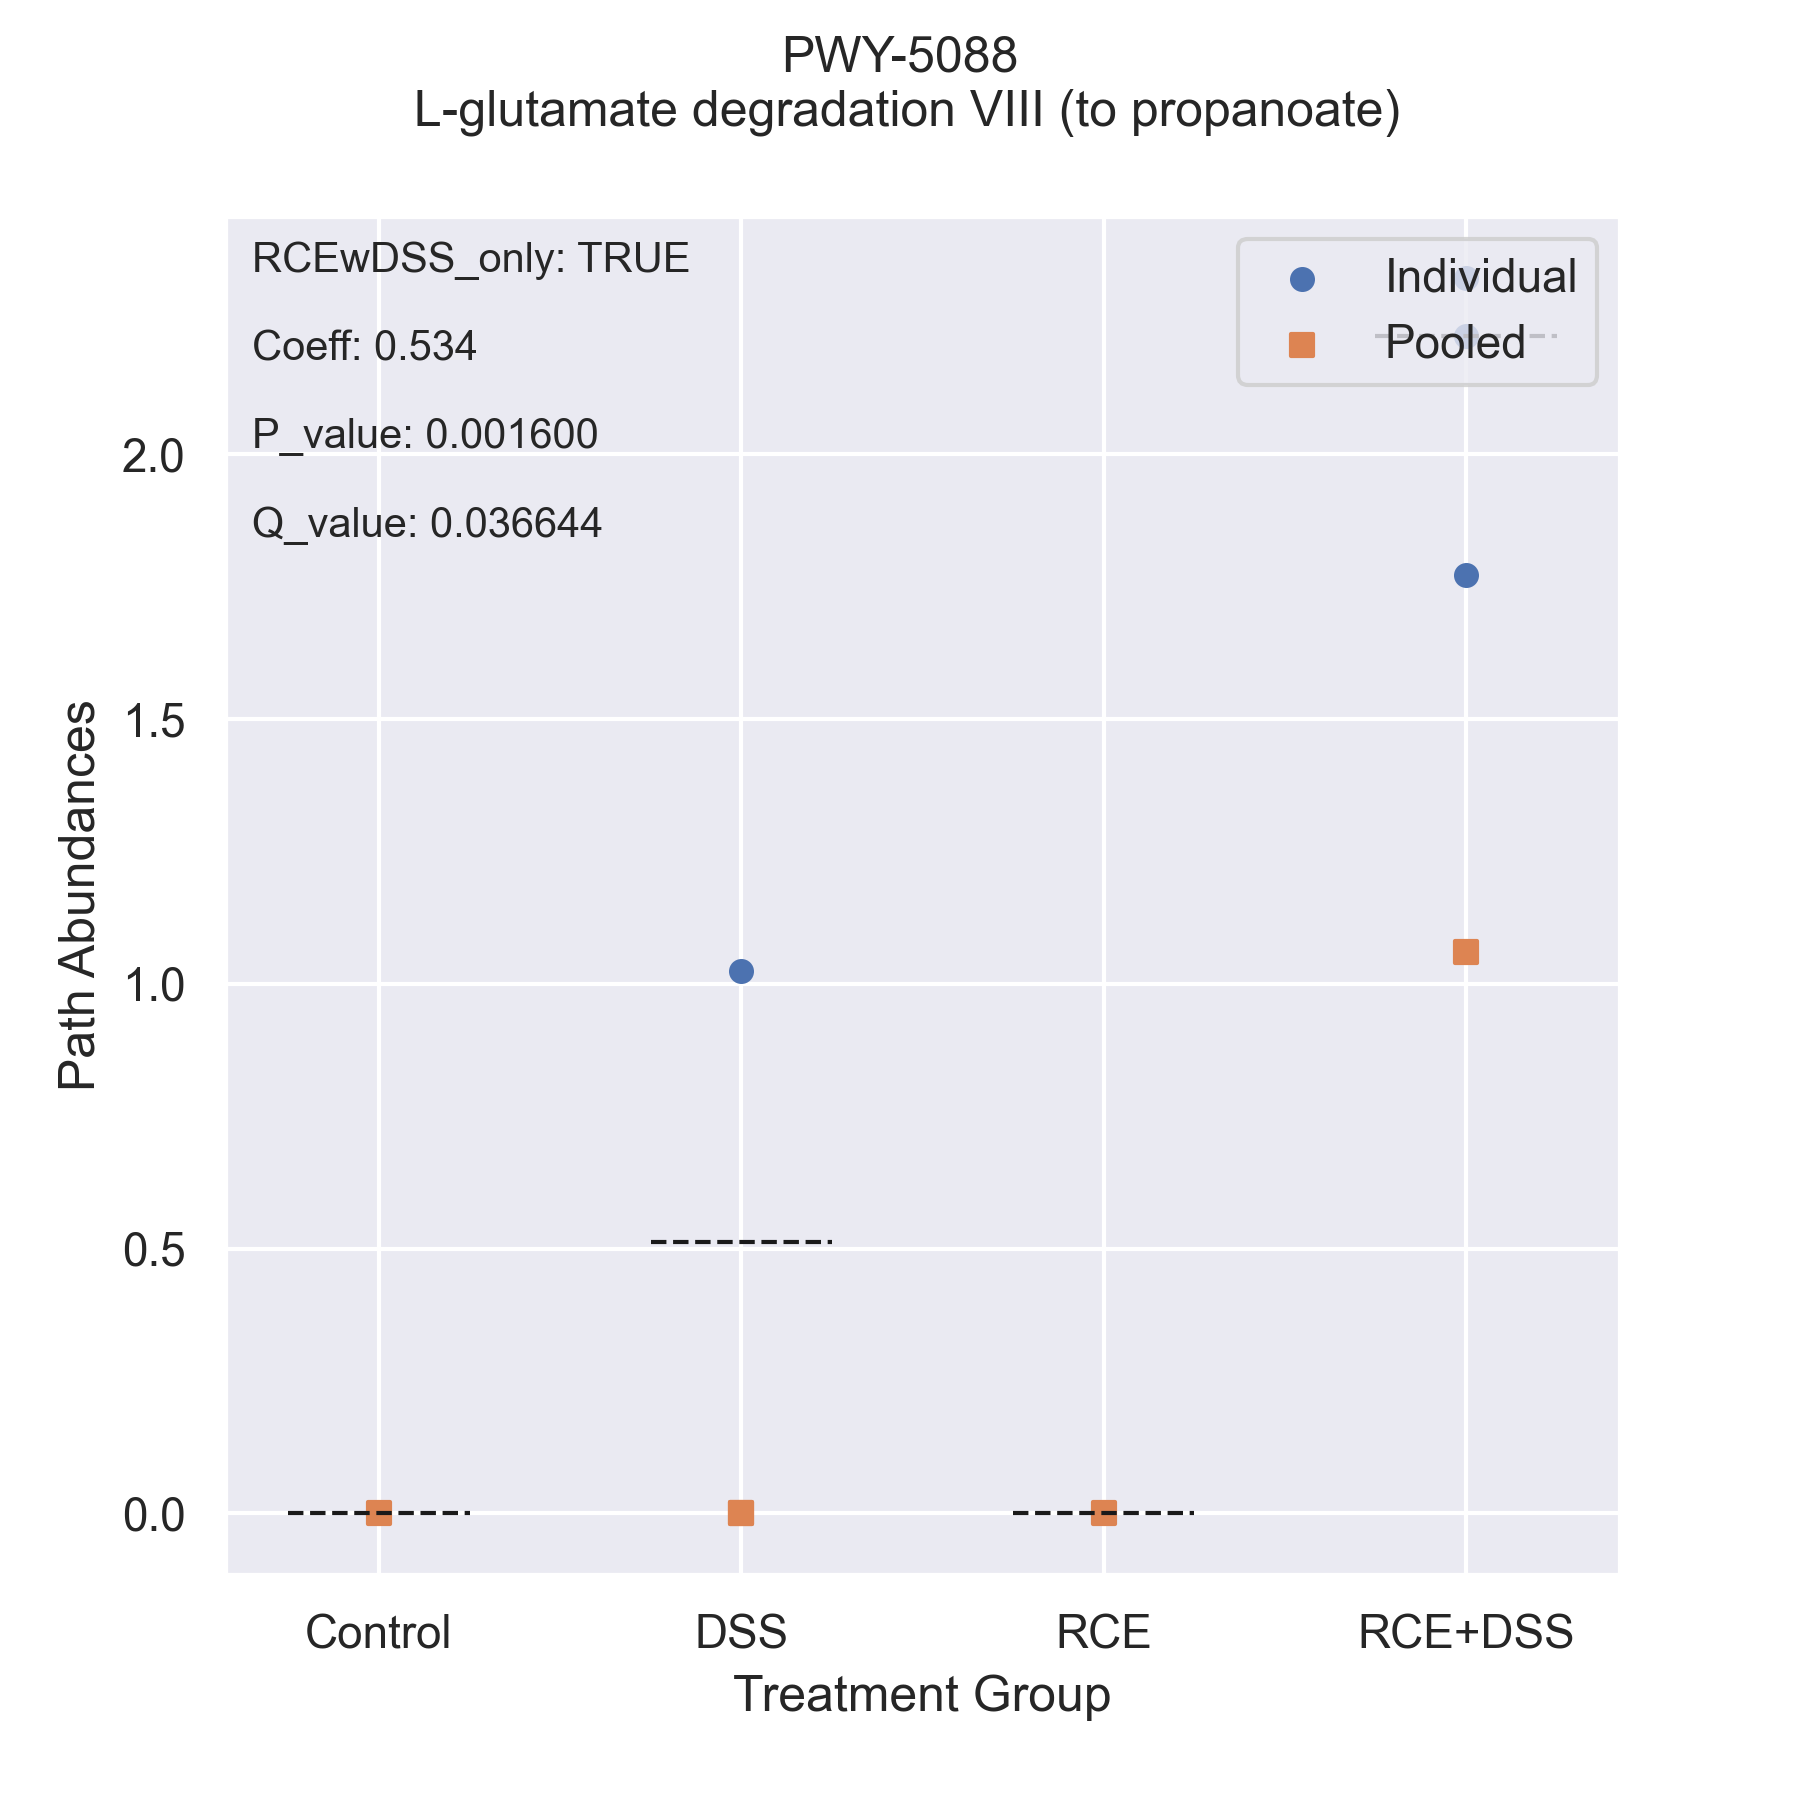 PWY-5088
L-glutamate degradation VIII (to propanoate)
RCEwDSS_only: TRUE
Coeff: 0.534
P_value: 0.001600
Q_value: 0.036644
Individual
Pooled
Path Abundances
2.0
1.5
1.0
0.5
0.0
Control DSS RCE RCE+DSS
Treatment Group